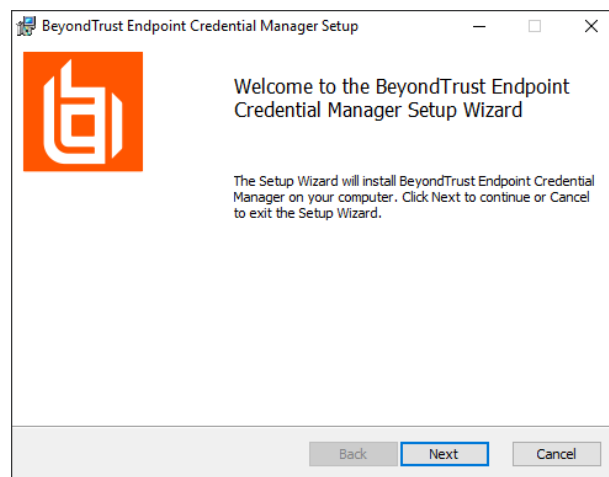 BeyondTrust Endpoint Credential Manager Setup
Welcome to the BeyondTrust Endpoint
Credential Manager Setup Wizard
The Setup Wizard will install BeyondTrust Endpoint Credential
Manager on your computer. Click Next to continue or Cancel
to exit the Setup Wizard.
Back Next Cancel